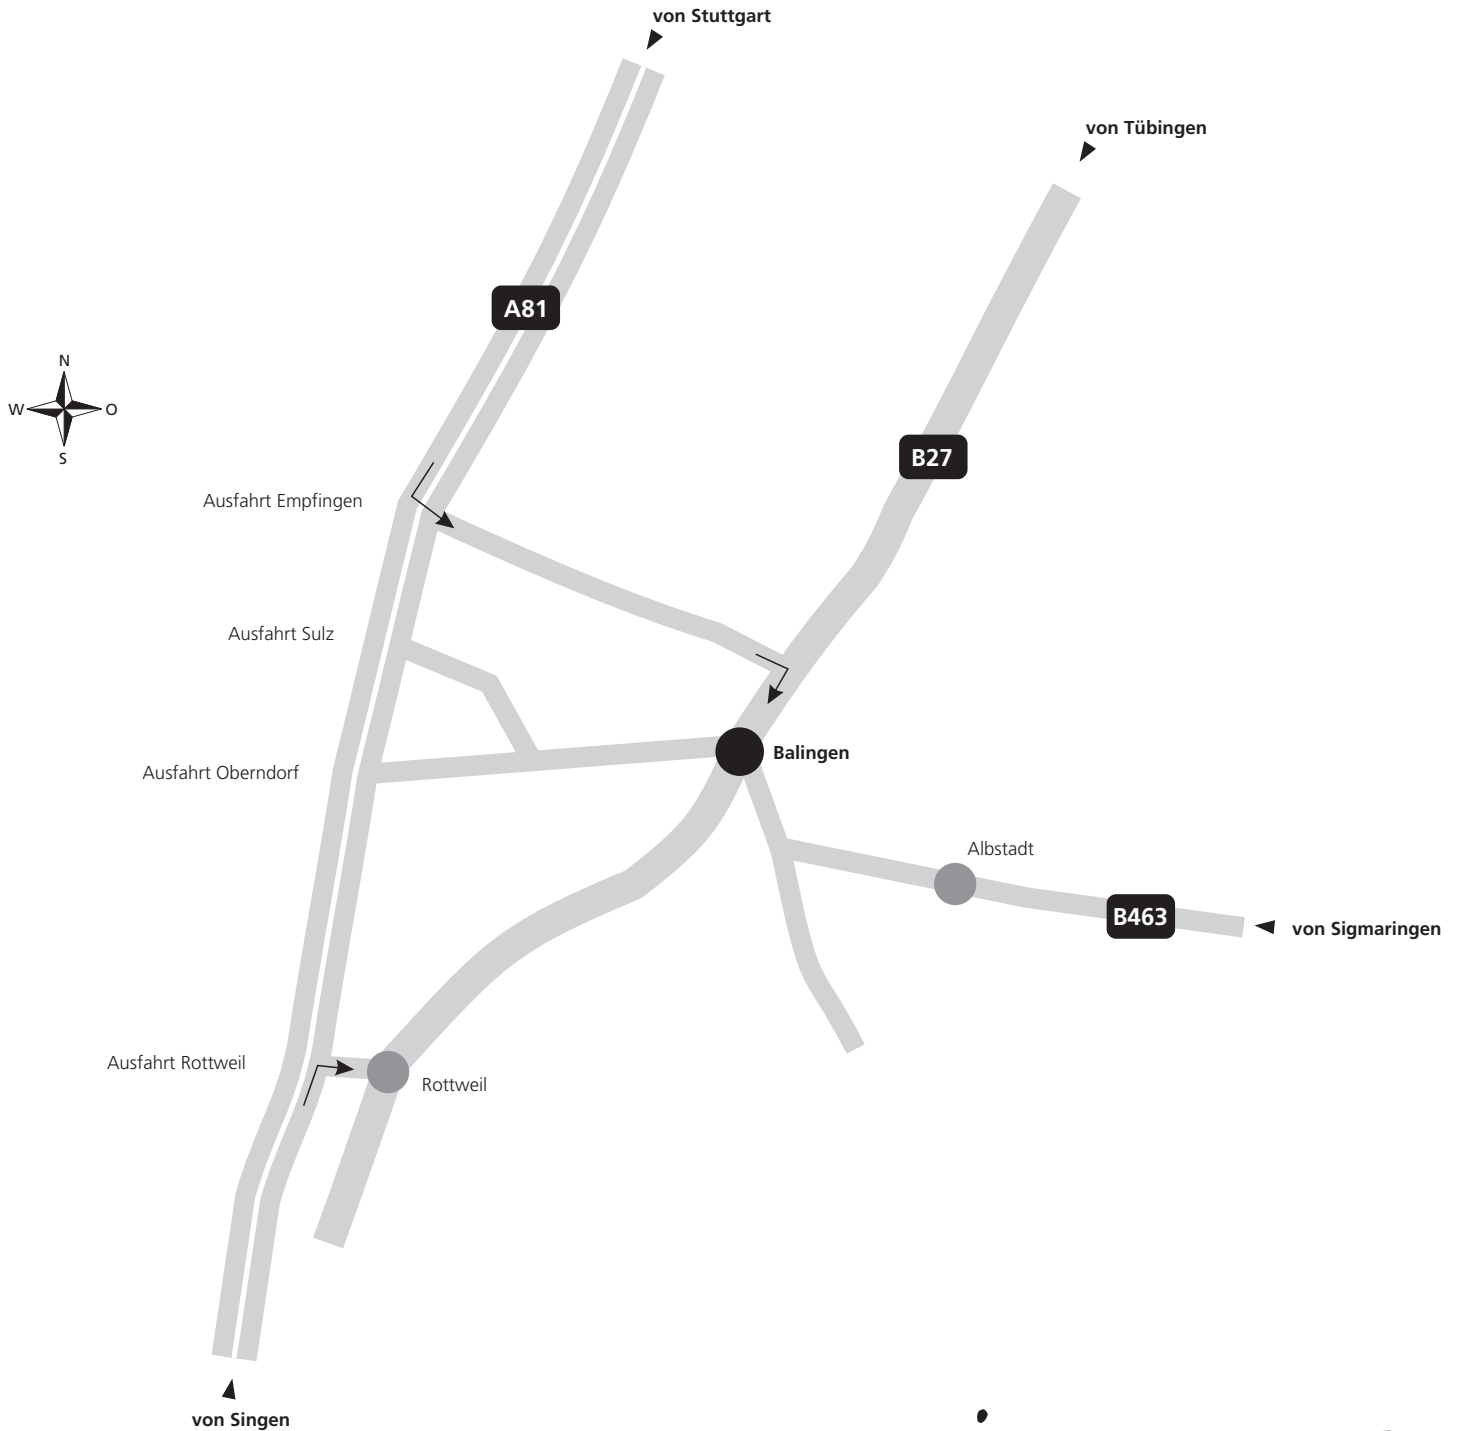 von Stuttgart
von Tübingen
A81
N
W
O
S
B27
Ausfahrt Empfingen
Ausfahrt Sulz
Balingen
Ausfahrt Oberndorf
Albstadt
B463
von Sigmaringen
Ausfahrt Rottweil
Rottweil
von Singen